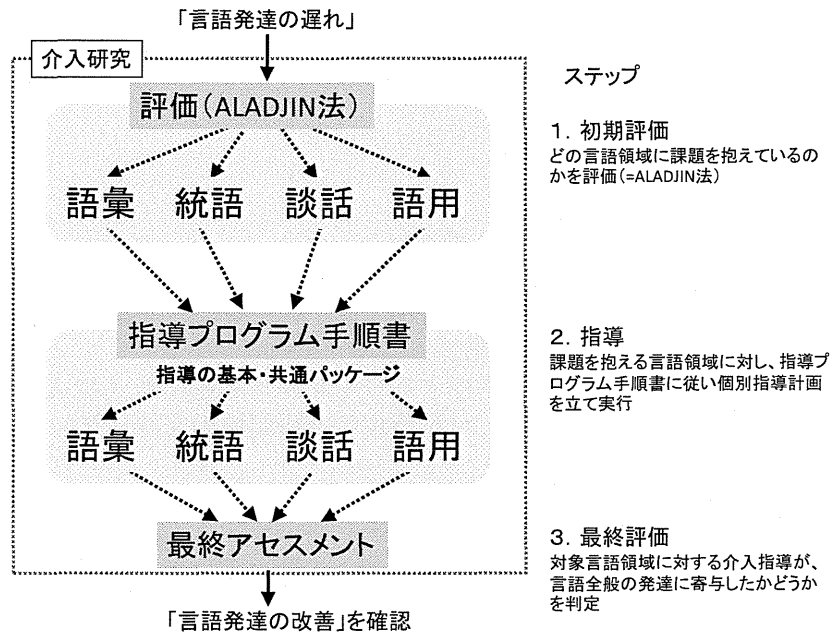 「言語発達の遅れ」
介入研究
評価(ALADJIN法)
語彙 統語 談話 語用
指導プログラム手順書
指導の基本・共通パッケージ
語彙 統語 談話 語用
最終アセスメント
「言語発達の改善」を確認
ステップ
1．初期評価
どの言語領域に課題を抱えているの
かを評価(=ALADJIN法)
2．指導
課題を抱える言語領域に対し、指導プ
ログラム手順書に従い個別指導計画
を立て実行
3．最終評価
対象言語領域に対する介入指導が、
言語全般の発達に寄与したかどうか
を判定